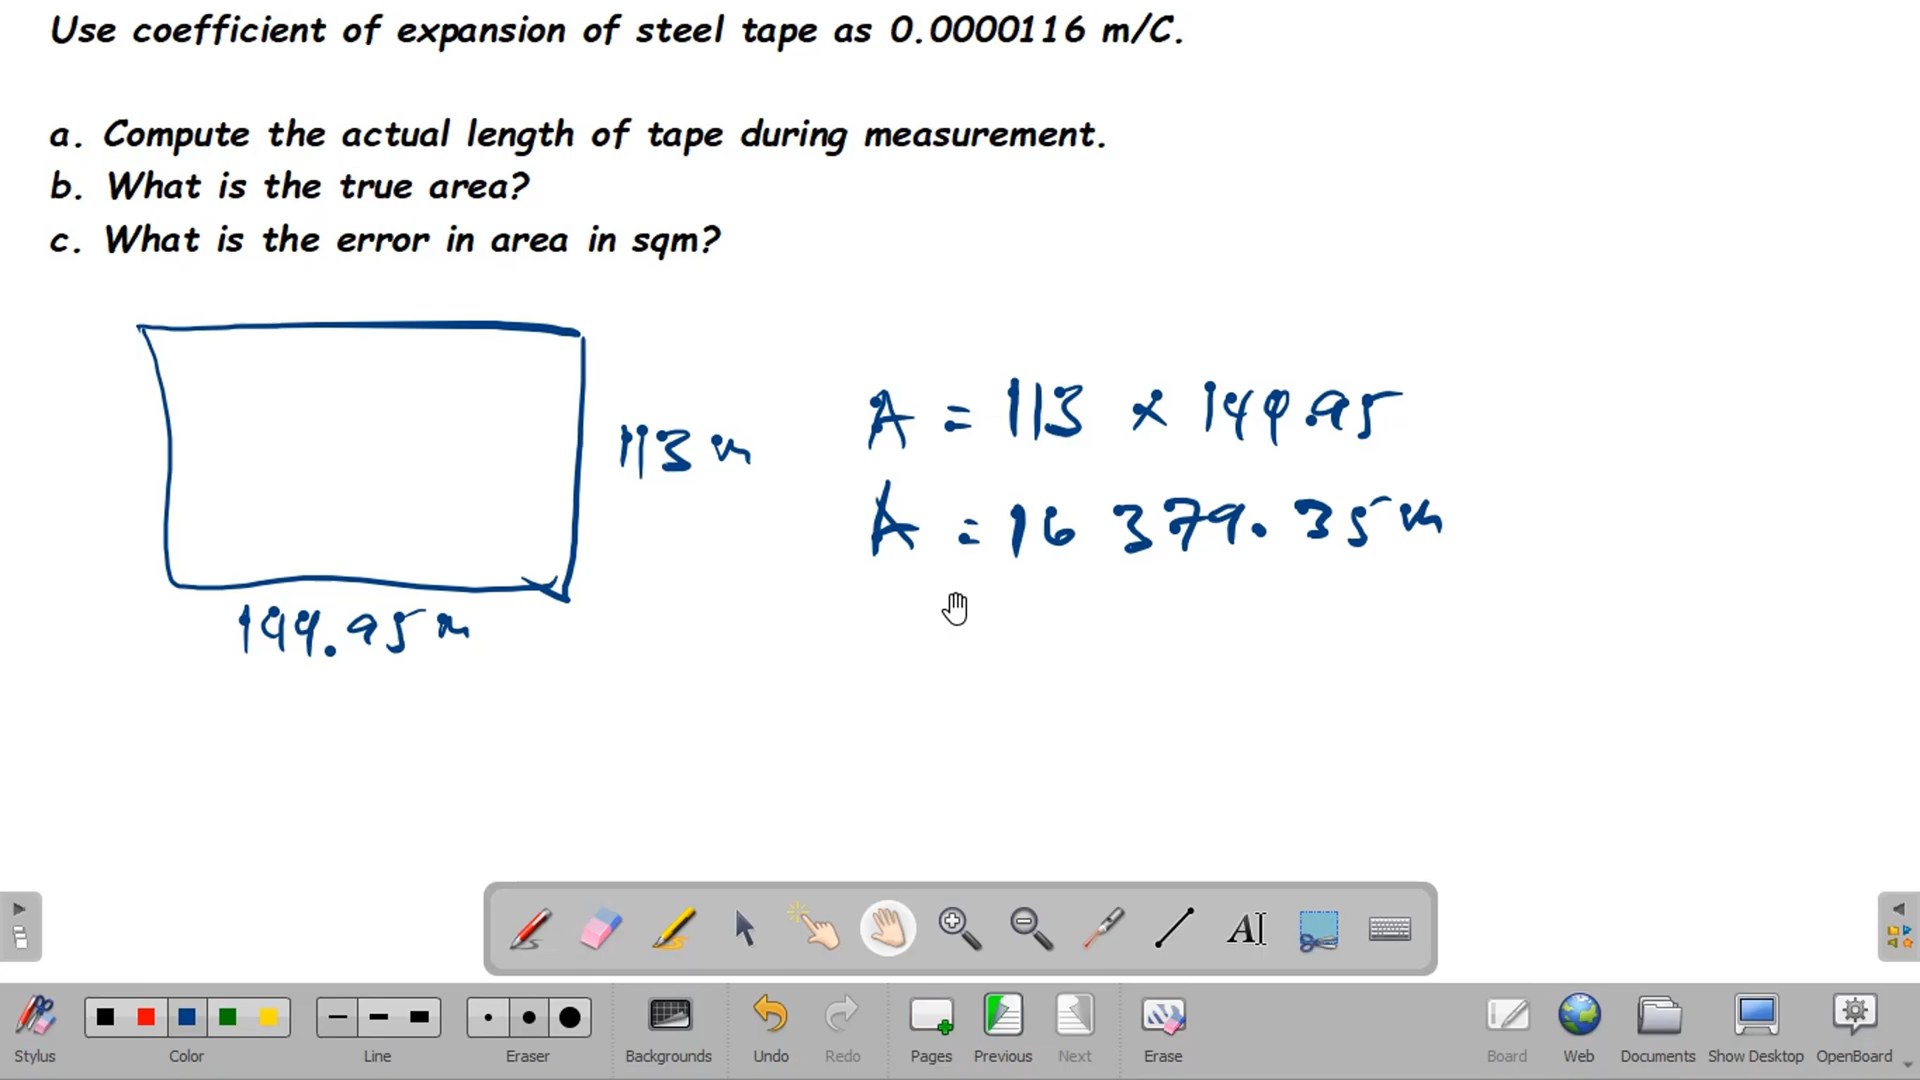 Use coefficient of expansion of steel tape as 0.0000116 m/C.
a. Compute the actual length of tape during measurement.
b. What is the true area?
c. What is the error in area in sqm?
113 m
A = 113 × 144.95
A = 16 379.35 m
144.95 m
Stylus
Color
Line
Eraser
Backgrounds
Undo
Redo
Pages
Previous
Next
Erase
Board
Web
Documents
Show Desktop
OpenBoard